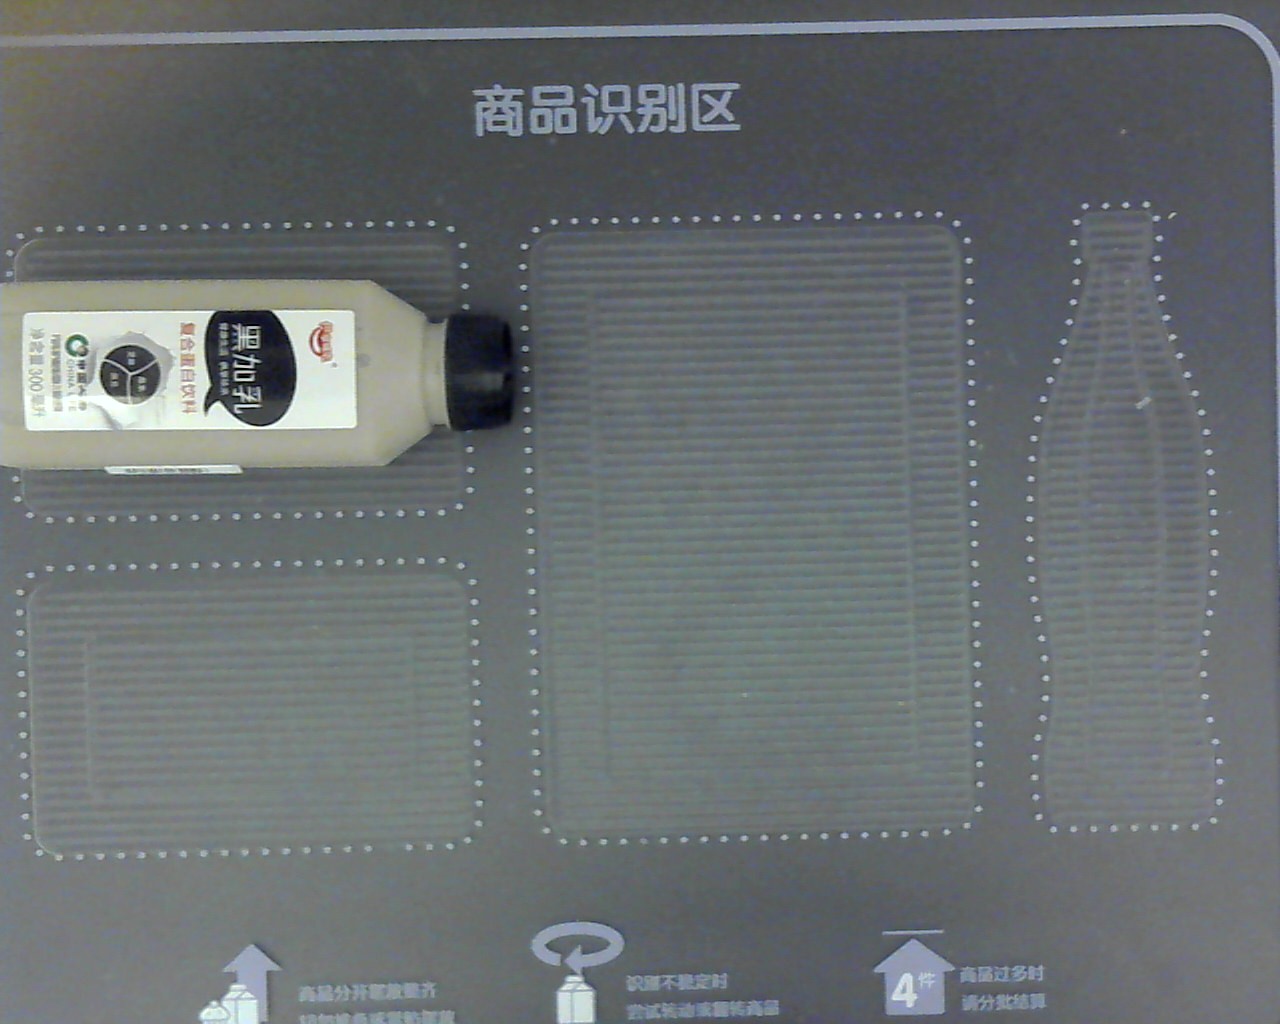 商品识别区
黑加乳
复合蛋白饮料
净含量 300毫升
商品分开摆放整齐
识别不稳定时
尝试转动或翻转商品
4件
商品过多时
请分批结算